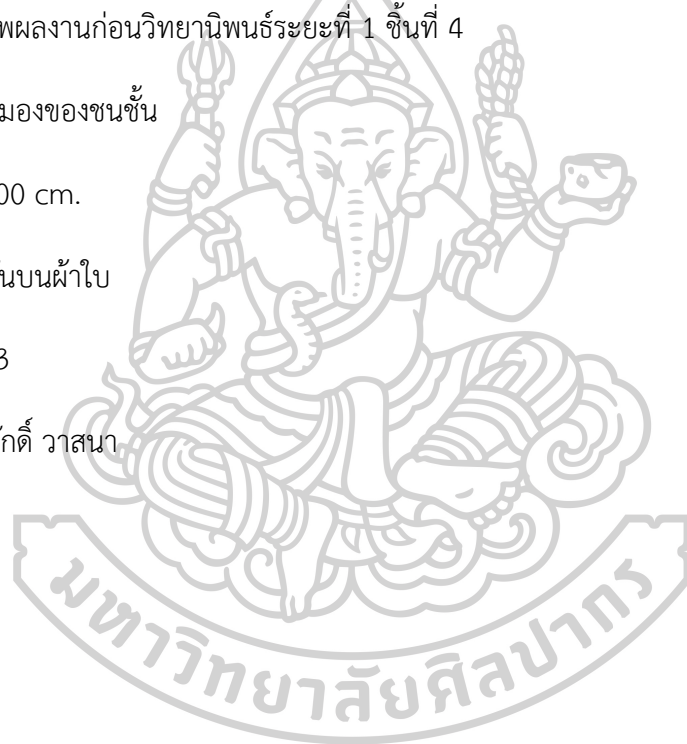 พผลงานก่อนวิทยานิพนธ์ระยะที่ 1 ชิ้นที่ 4
มองของชนชั้น
00 cm.
นบนผ้าใบ
3
ักดิ์ วาสนา
มหาวิทยาลัยศิลปากร